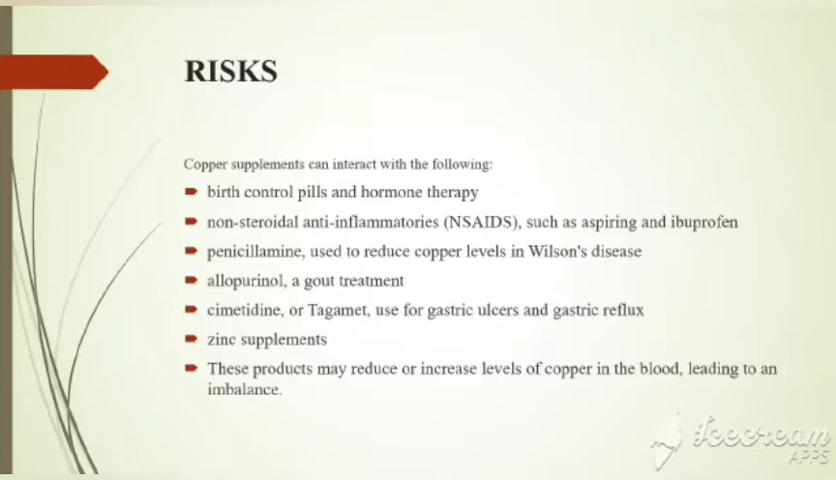 RISKS
Copper supplements can interact with the following:
birth control pills and hormone therapy
non-steroidal anti-inflammatories (NSAIDS), such as aspiring and ibuprofen
penicillamine, used to reduce copper levels in Wilson's disease
allopurinol, a gout treatment
cimetidine, or Tagamet, use for gastric ulcers and gastric reflux
zinc supplements
These products may reduce or increase levels of copper in the blood, leading to an
imbalance.
Icecream
APPS